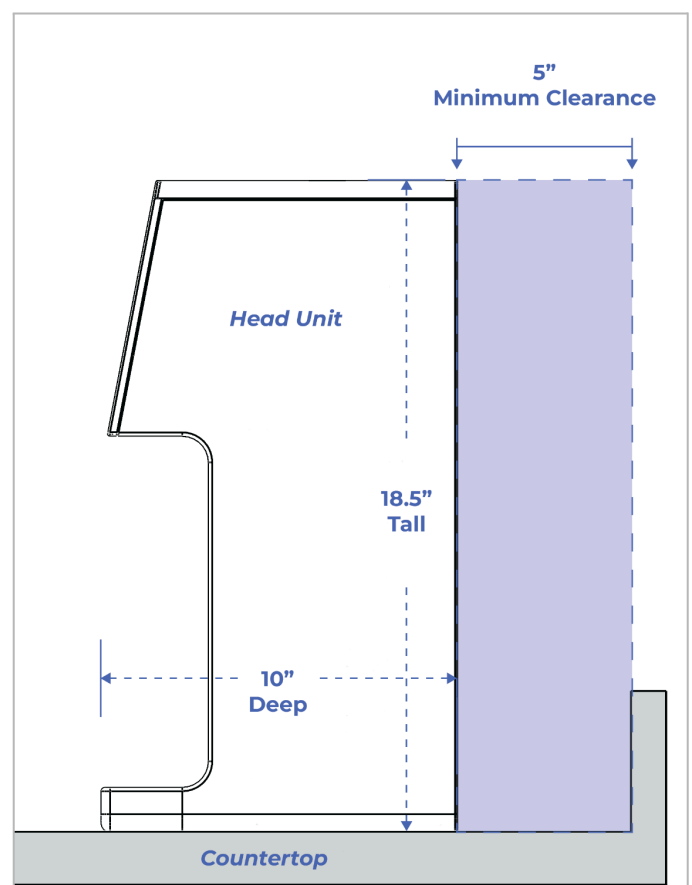 5”
Minimum Clearance
Head Unit
18.5”
Tall
10”
Deep
Countertop